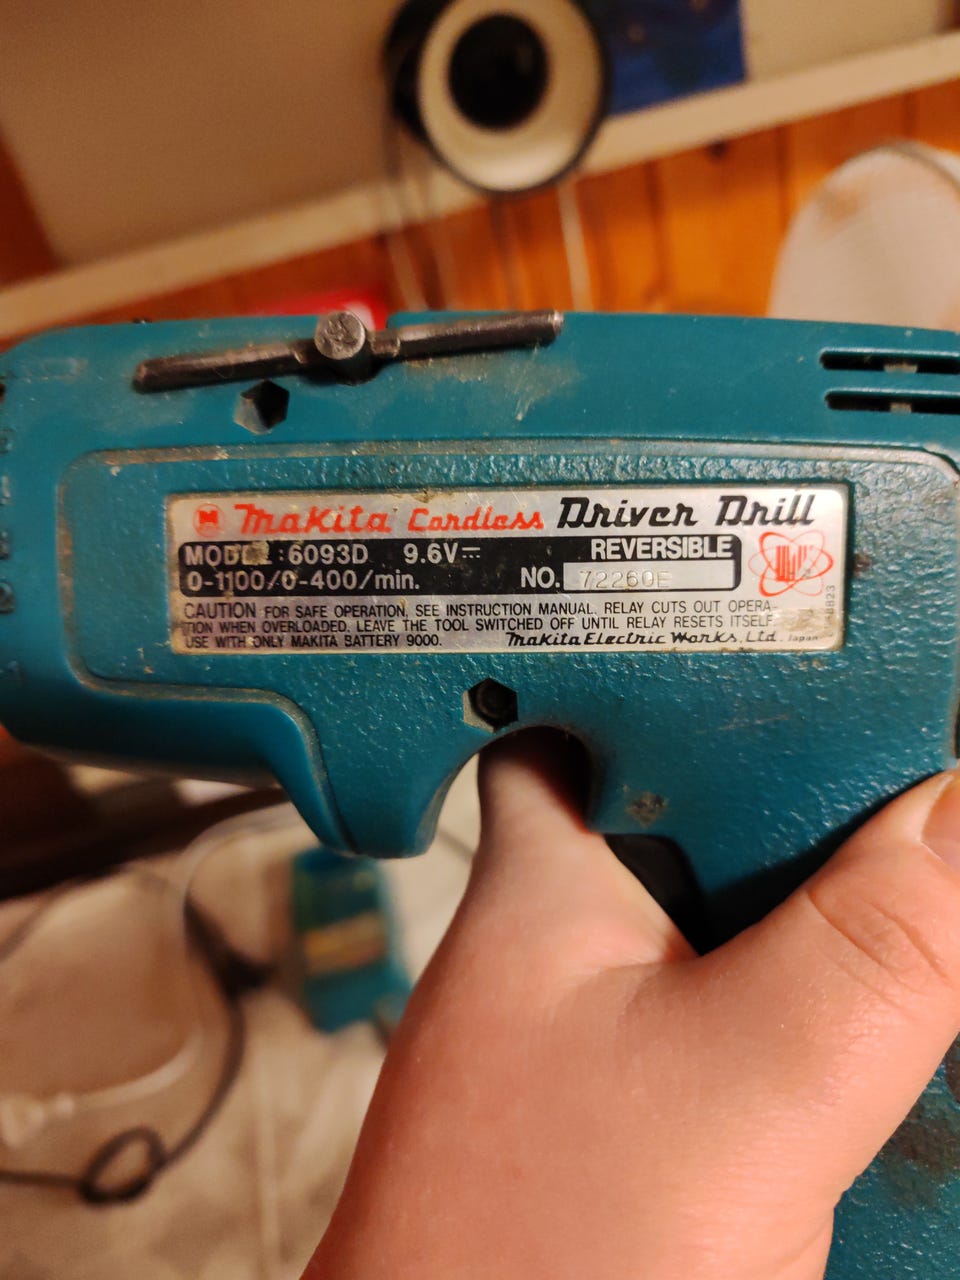 Makita Cordless Driver Drill
MODEL:6093D 9.6V⎓ REVERSIBLE
0-1100/0-400/min. NO. 72260E
CAUTION FOR SAFE OPERATION, SEE INSTRUCTION MANUAL. RELAY CUTS OUT OPERA-
TION WHEN OVERLOADED. LEAVE THE TOOL SWITCHED OFF UNTIL RELAY RESETS ITSELF.
USE WITH ONLY MAKITA BATTERY 9000. Makita Electric Works, Ltd. Japan